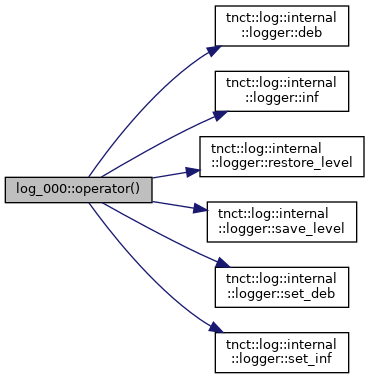 tnct::log::internal
::logger::deb
tnct::log::internal
::logger::inf
tnct::log::internal
::logger::restore_level
log_000::operator()
tnct::log::internal
::logger::save_level
tnct::log::internal
::logger::set_deb
tnct::log::internal
::logger::set_inf